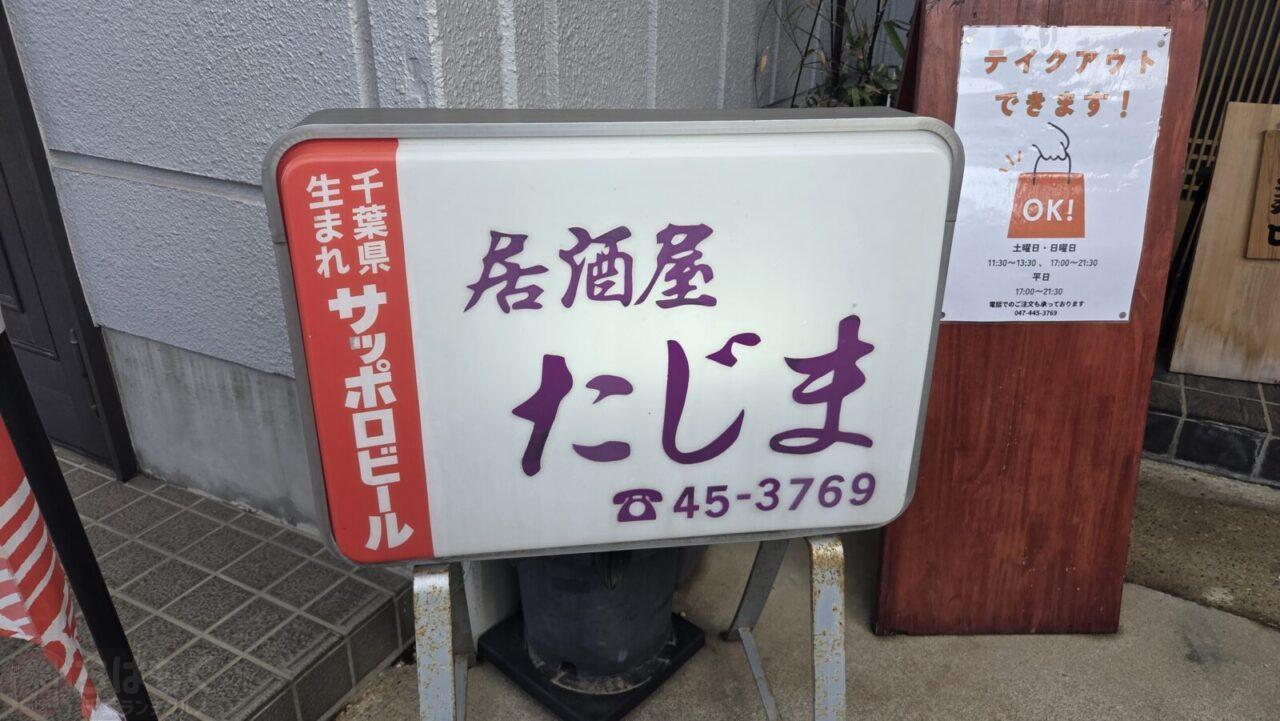 千葉県
生まれ
サッポロビール
居酒屋
たじま
☎45-3769
テイクアウト
できます！
OK!
土曜日・日曜日
11:30～13:30 、 17:00～21:30
平日
17:00～21:30
電話でのご注文も承っております
047-445-3769